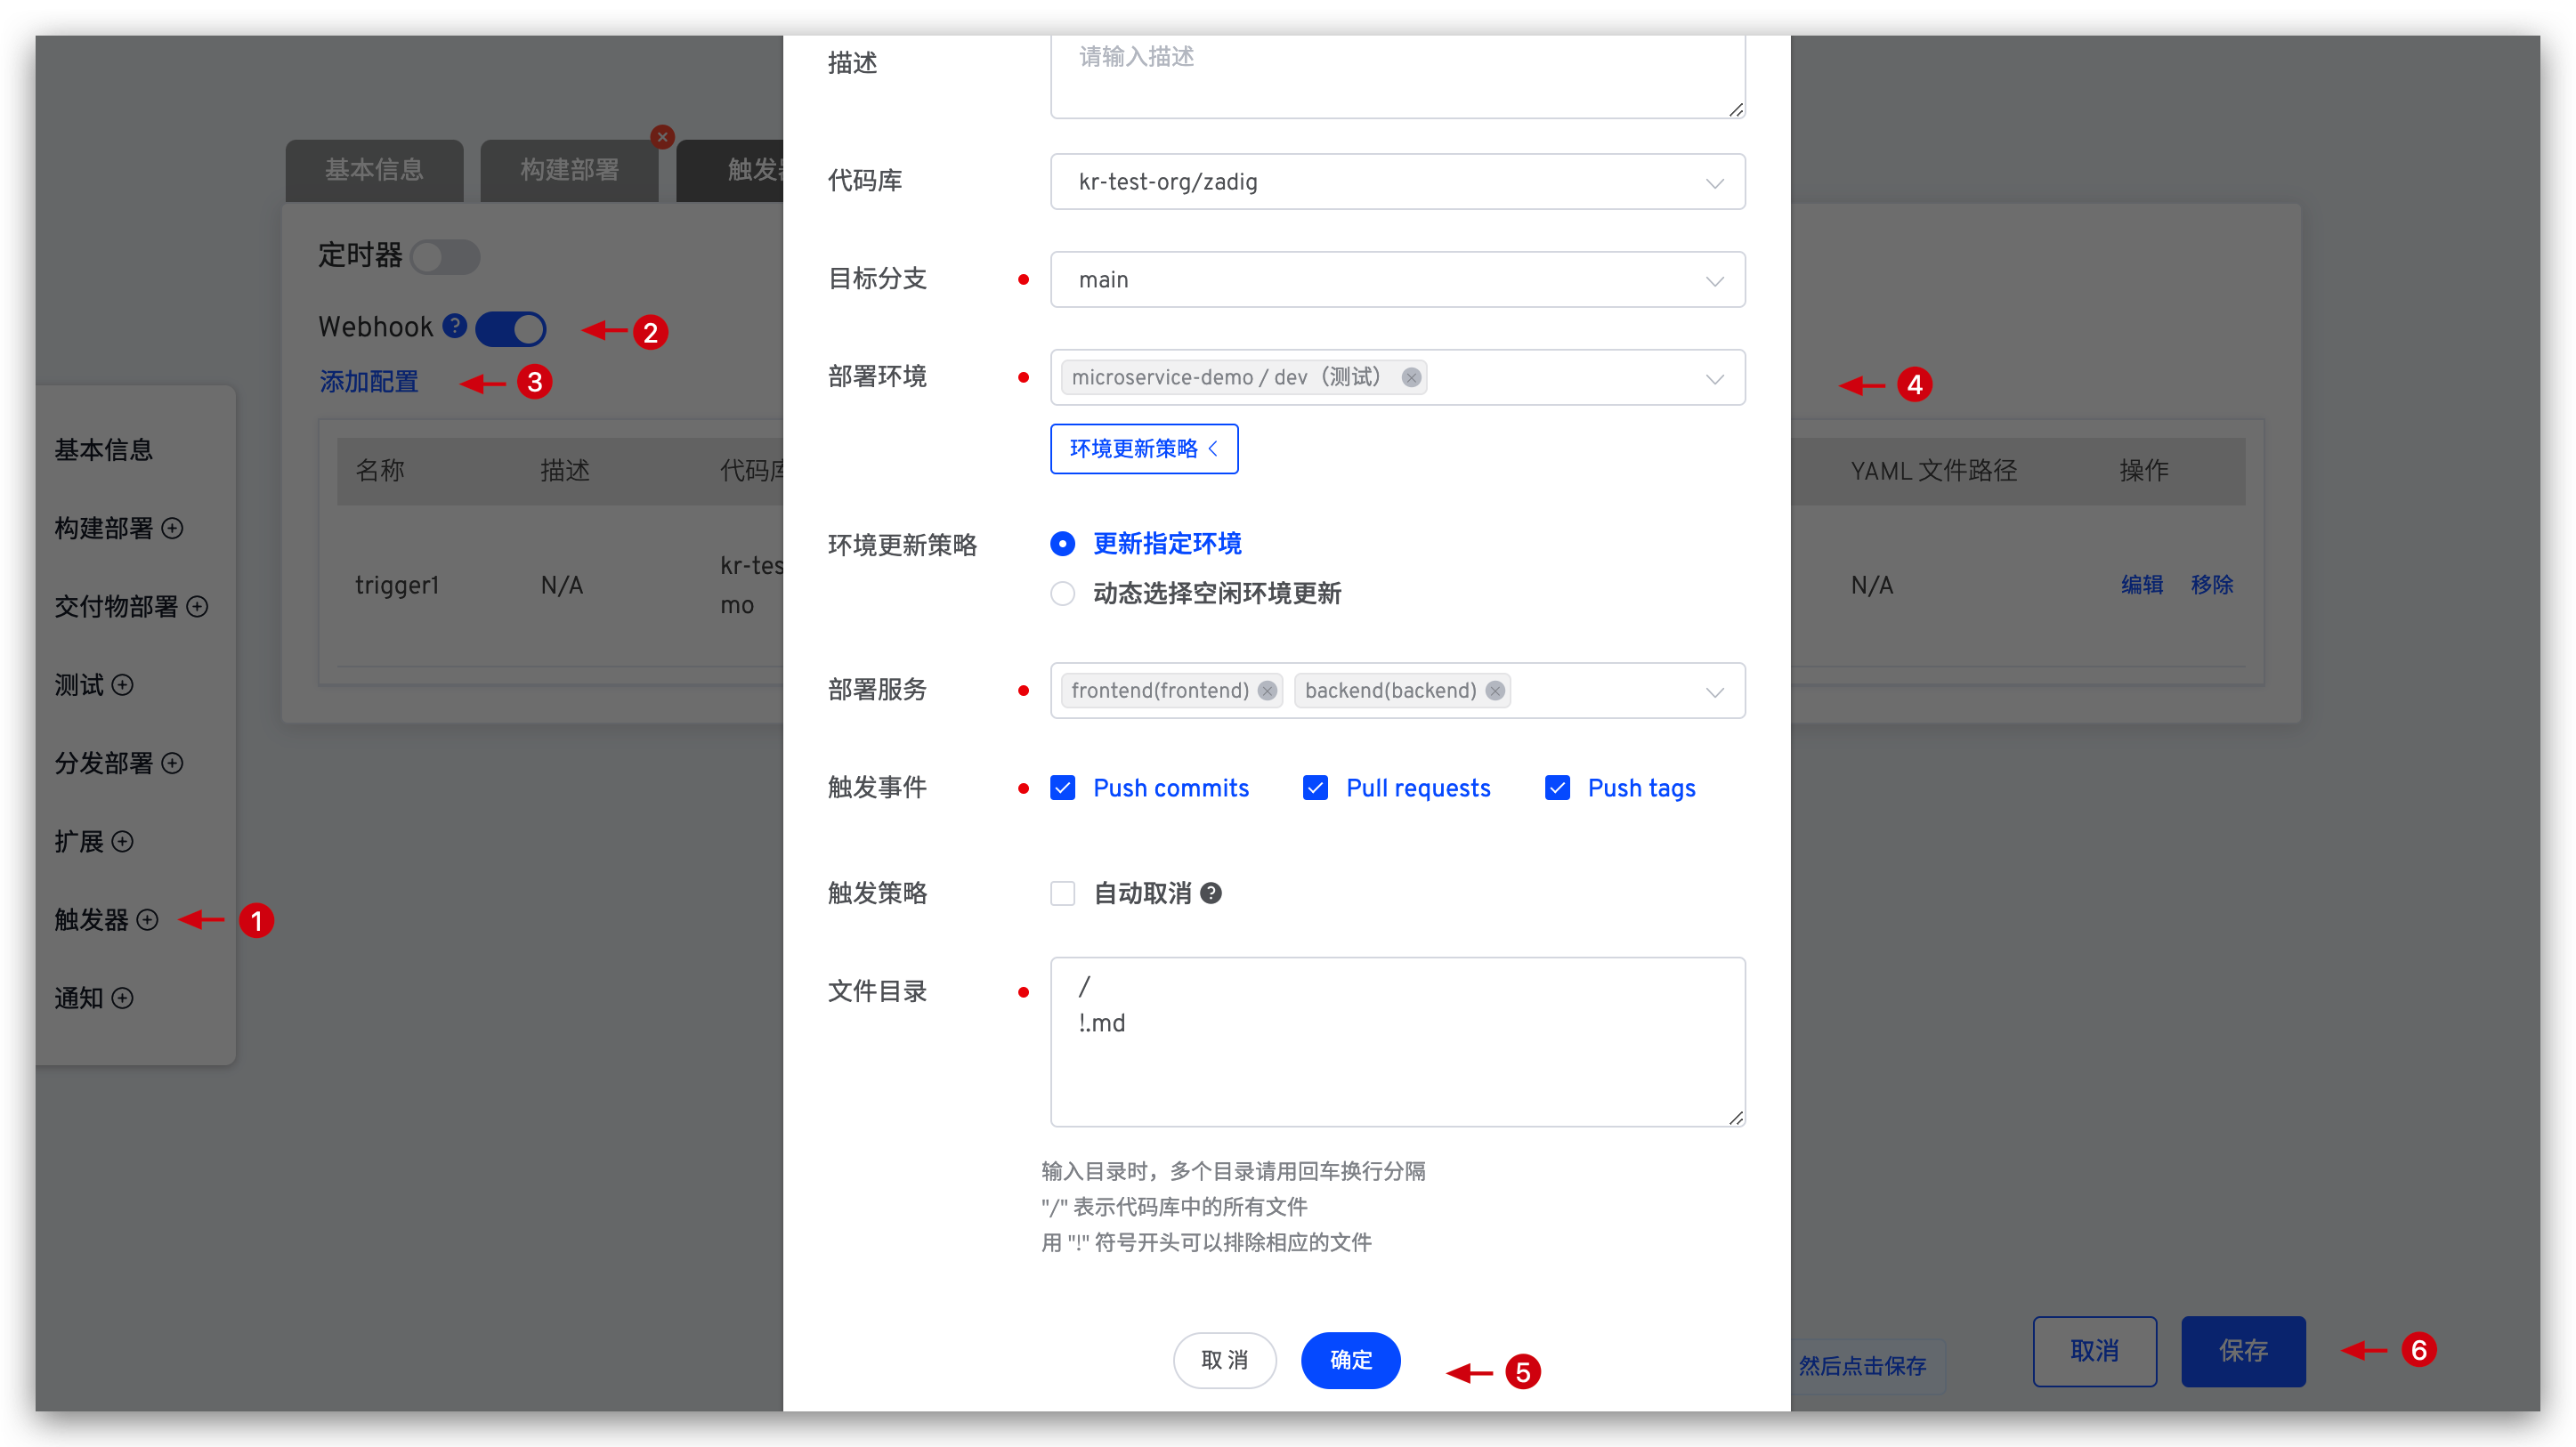 基本信息
构建部署
触发器
定时器
Webhook
2
添加配置
3
名称
描述
代码库
YAML 文件路径
操作
trigger1
N/A
kr-tes
mo
N/A
编辑
移除
基本信息
构建部署
交付物部署
测试
分发部署
扩展
触发器
1
通知
描述
请输入描述
代码库
kr-test-org/zadig
目标分支
main
部署环境
microservice-demo / dev（测试）
4
环境更新策略
环境更新策略
更新指定环境
动态选择空闲环境更新
部署服务
frontend(frontend)
backend(backend)
触发事件
Push commits
Pull requests
Push tags
触发策略
自动取消
文件目录
/
!.md
输入目录时，多个目录请用回车换行分隔
"/" 表示代码库中的所有文件
用 "!" 符号开头可以排除相应的文件
取消
确定
5
然后点击保存
取消
保存
6